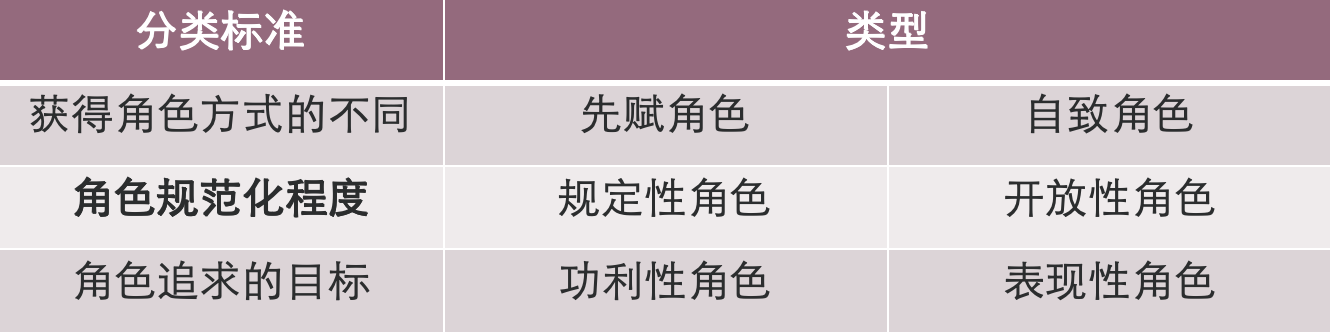 分类标准 类型
获得角色方式的不同 先赋角色 自致角色
角色规范化程度 规定性角色 开放性角色
角色追求的目标 功利性角色 表现性角色